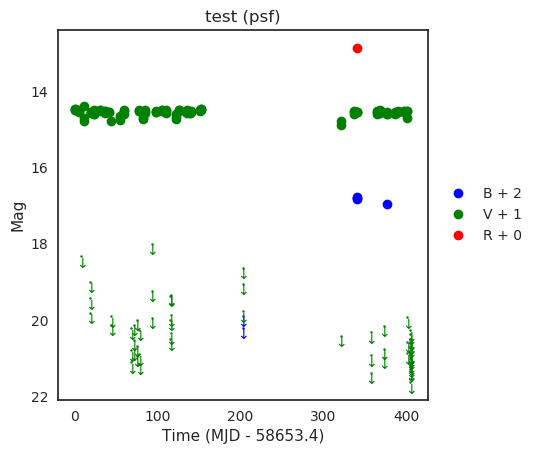 test (psf)
14
16
18
20
22
Mag
0
100
200
300
400
Time (MJD - 58653.4)
B + 2
V + 1
R + 0